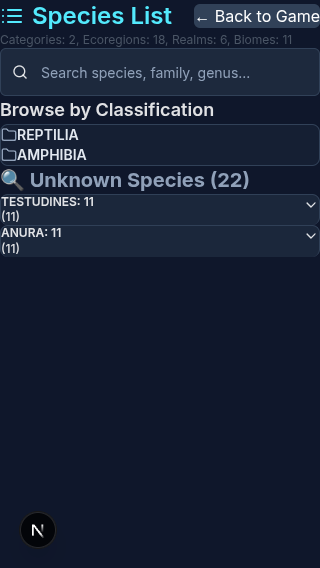 Species List
← Back to Game
Categories: 2, Ecoregions: 18, Realms: 6, Biomes: 11
Search species, family, genus...
Browse by Classification
REPTILIA
AMPHIBIA
🔍 Unknown Species (22)
TESTUDINES: 11
(11)
ANURA: 11
(11)
N